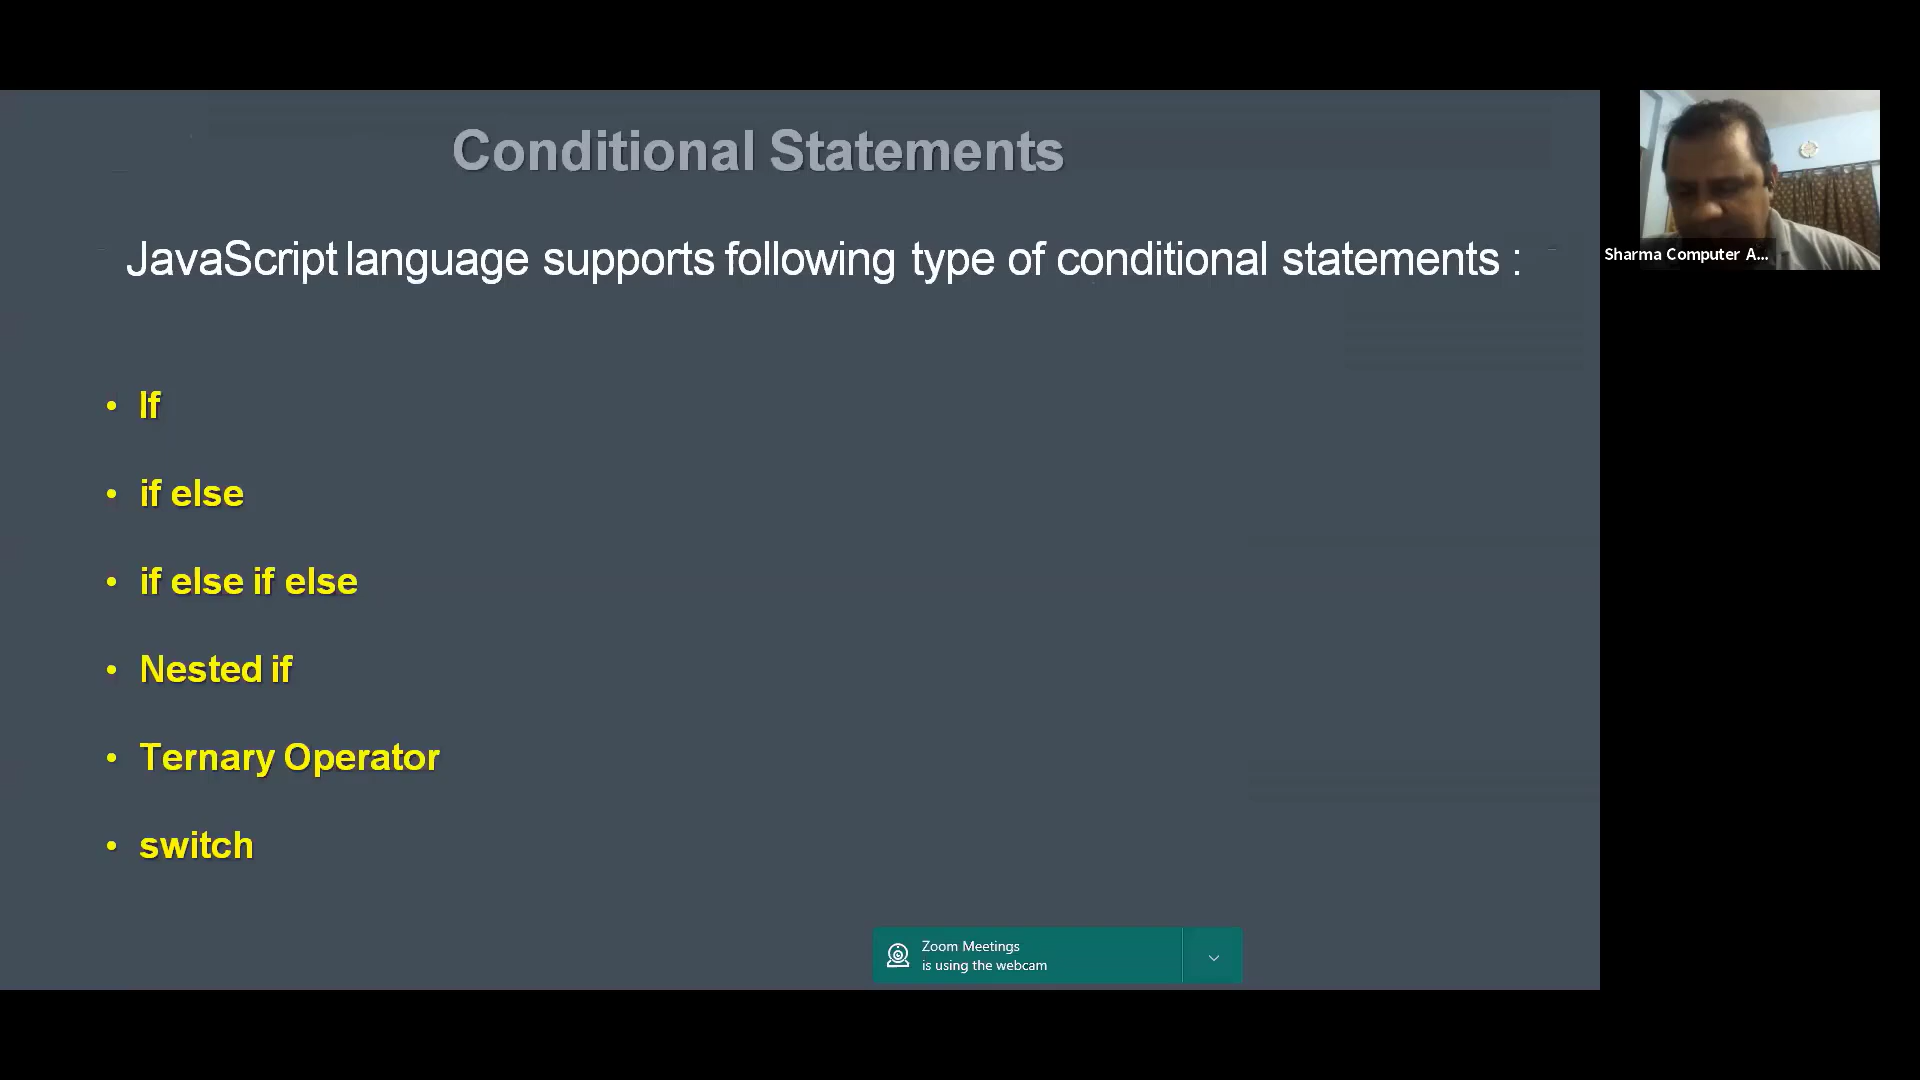 Conditional Statements
JavaScript language supports following type of conditional statements :
• If
• if else
• if else if else
• Nested if
• Ternary Operator
• switch
Sharma Computer A...
Zoom Meetings
is using the webcam